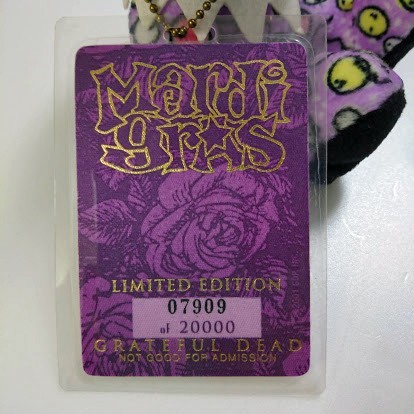 Mardi
gras
LIMITED EDITION
07909
of 20000
GRATEFUL DEAD
NOT GOOD FOR ADMISSION